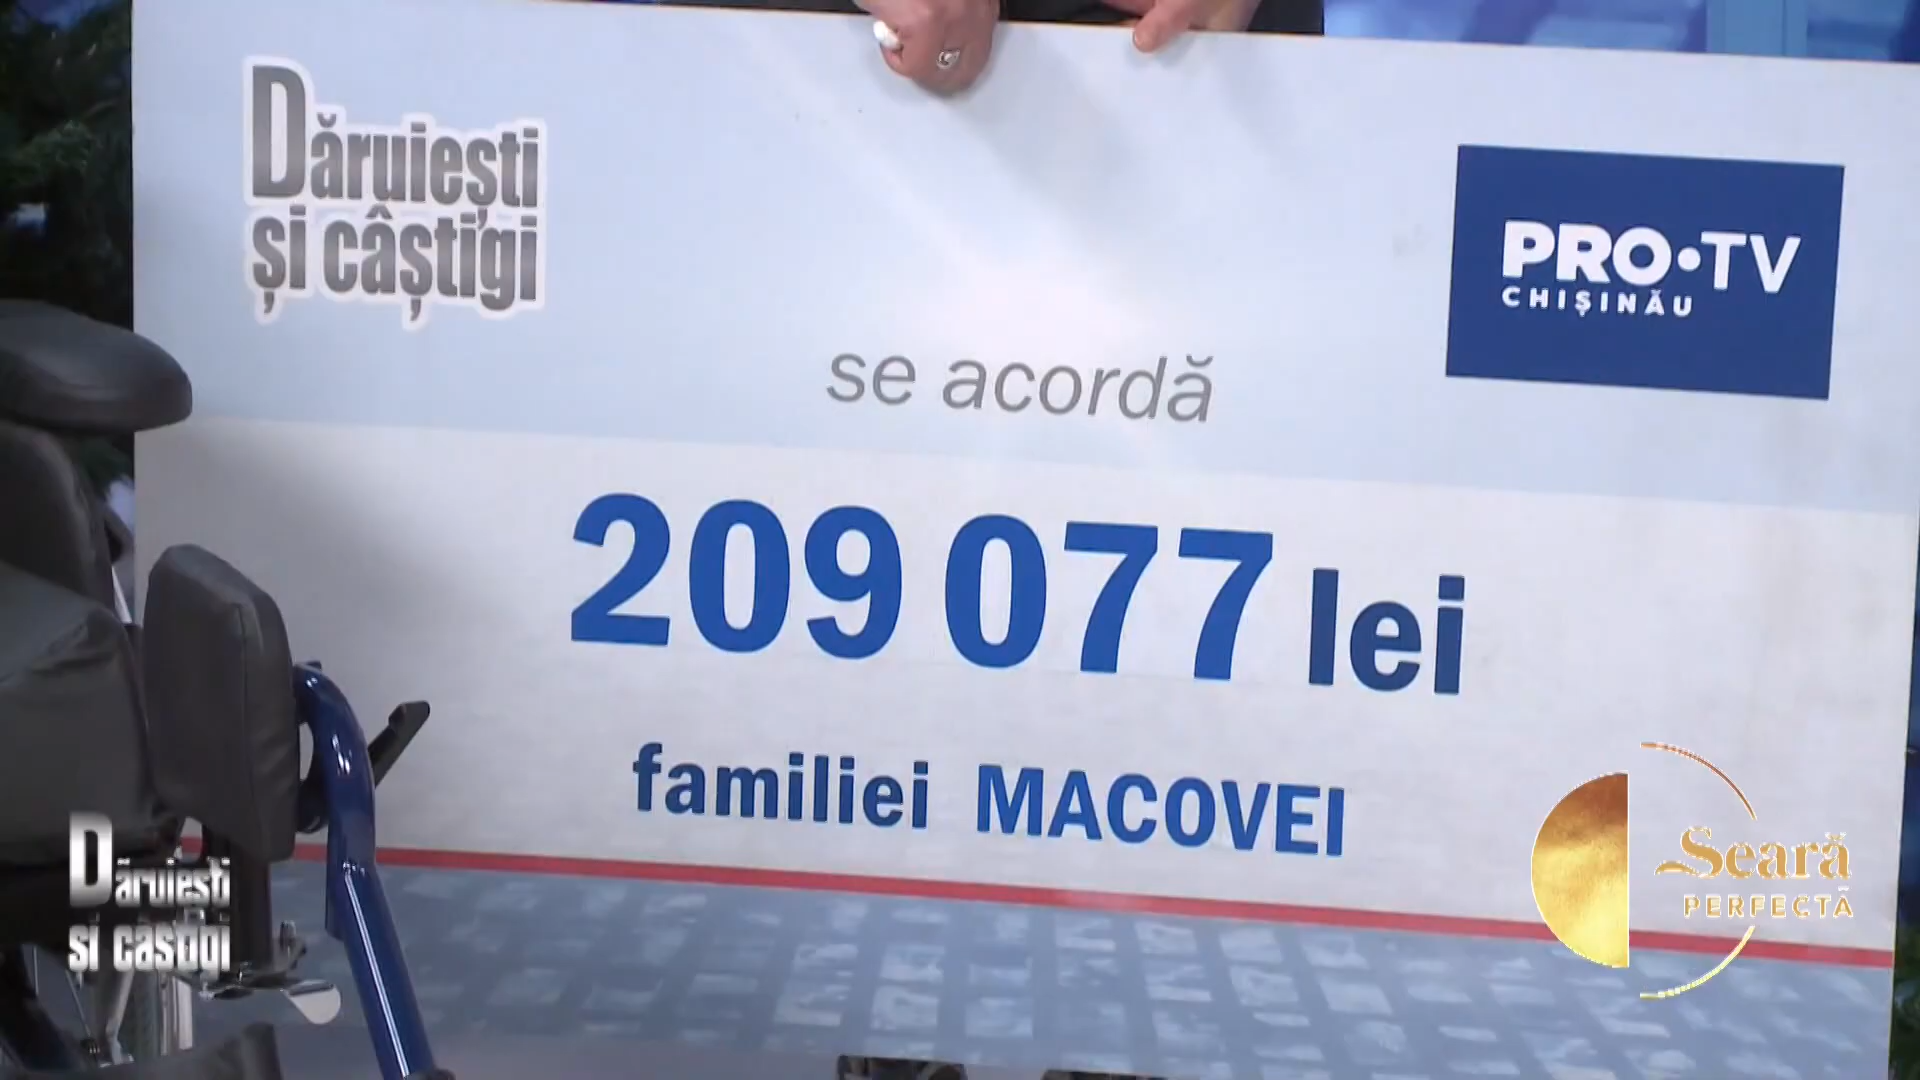 Dăruiești
și câștigi
PRO•TV
CHIȘINĂU
se acordă
209 077 lei
familiei MACOVEI
Dăruiești
și câștigi
Seară
PERFECTĂ